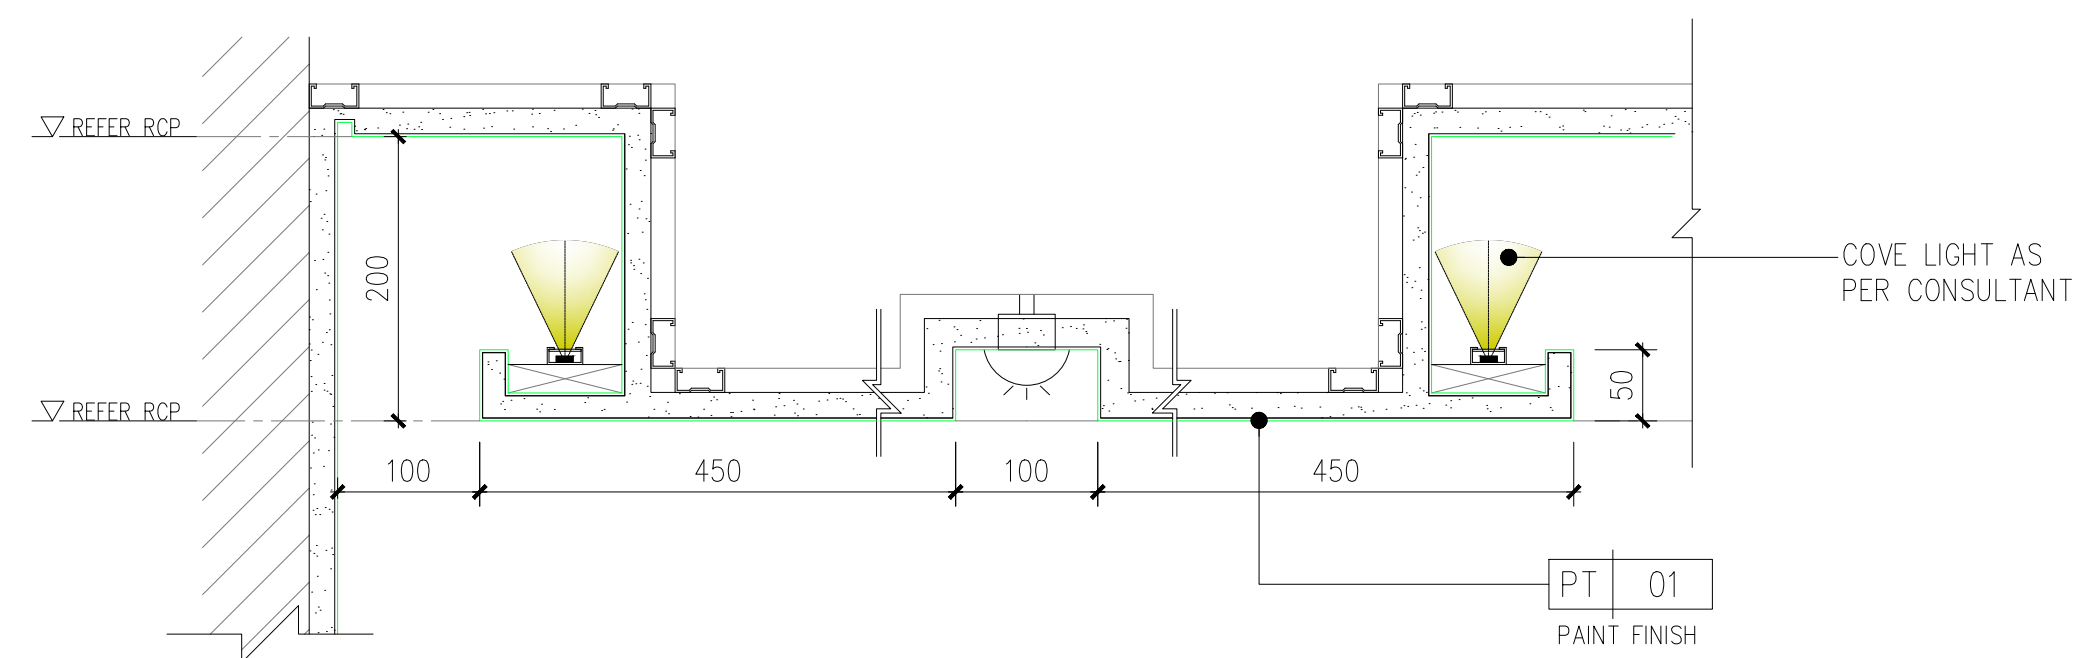 REFER RCP
200
COVE LIGHT AS
PER CONSULTANT
50
REFER RCP
100
450
100
450
PT 01
PAINT FINISH